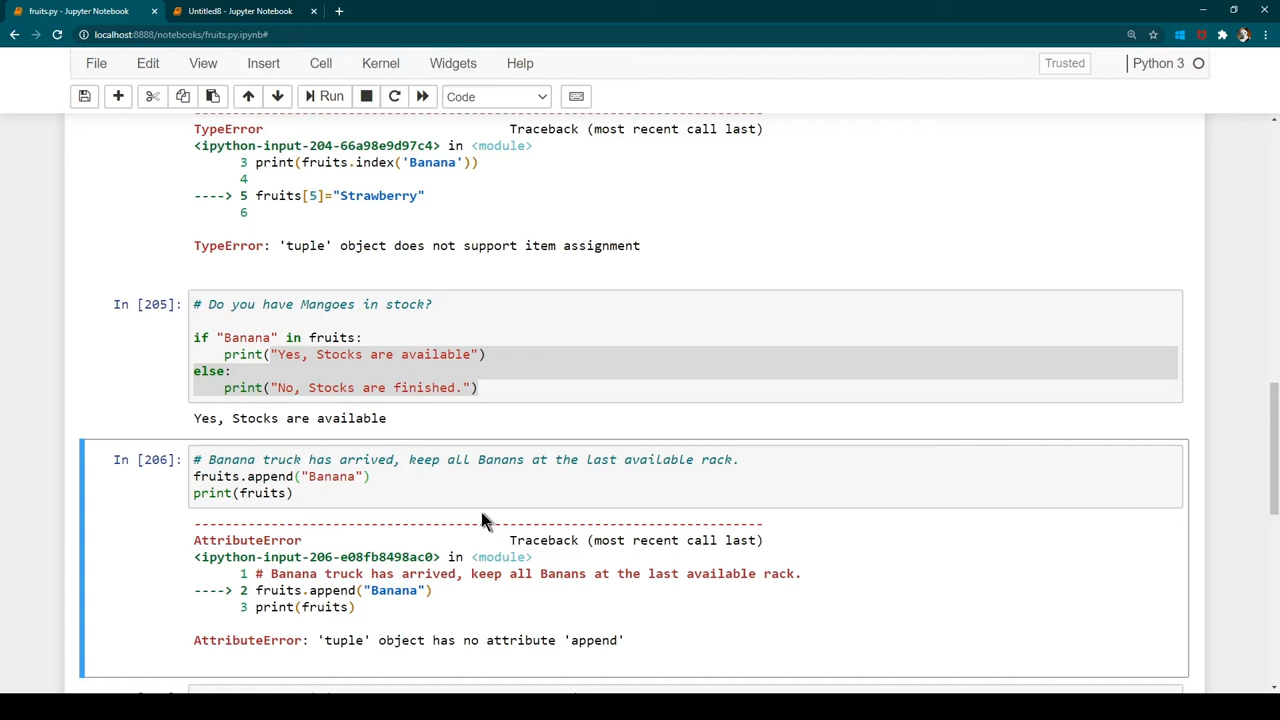 fruits.py - Jupyter Notebook
Untitled8 - Jupyter Notebook
localhost:8888/notebooks/fruits.py.ipynb#
File Edit View Insert Cell Kernel Widgets Help Trusted Python 3
Run Code
TypeError Traceback (most recent call last)
<ipython-input-204-66a98e9d97c4> in <module>
3 print(fruits.index('Banana'))
4
----> 5 fruits[5]="Strawberry"
6
TypeError: 'tuple' object does not support item assignment
In [205]: # Do you have Mangoes in stock?
if "Banana" in fruits:
print("Yes, Stocks are available")
else:
print("No, Stocks are finished.")
Yes, Stocks are available
In [206]: # Banana truck has arrived, keep all Banans at the last available rack.
fruits.append("Banana")
print(fruits)
AttributeError Traceback (most recent call last)
<ipython-input-206-e08fb8498ac0> in <module>
1 # Banana truck has arrived, keep all Banans at the last available rack.
----> 2 fruits.append("Banana")
3 print(fruits)
AttributeError: 'tuple' object has no attribute 'append'